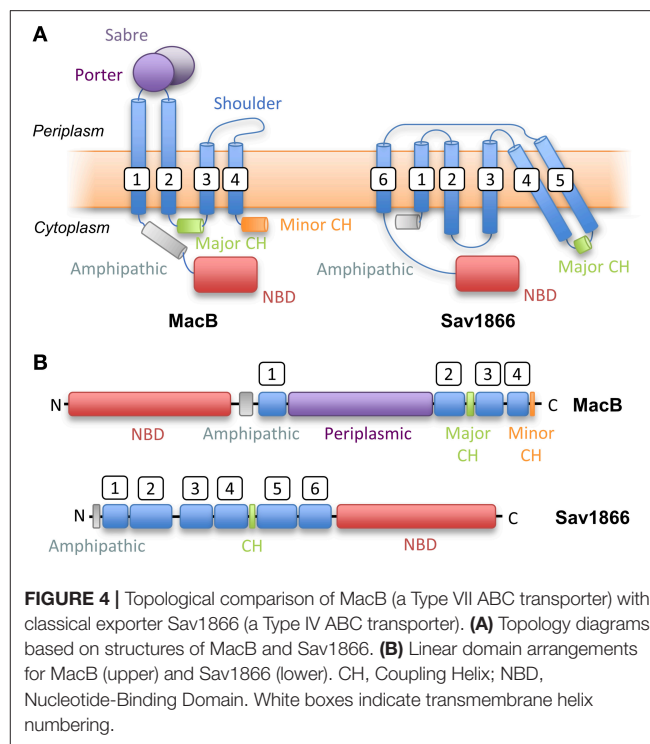 A
Sabre
Porter
Shoulder
Periplasm
1 2 3 4 6 1 2 3 4 5
Cytoplasm
Minor CH
Major CH
Amphipathic
NBD
MacB
Amphipathic
Major CH
NBD
Sav1866
B
1 2 3 4
N C MacB
NBD Amphipathic Periplasmic Major CH Minor CH
1 2 3 4 5 6
N C Sav1866
Amphipathic CH NBD
FIGURE 4 | Topological comparison of MacB (a Type VII ABC transporter) with
classical exporter Sav1866 (a Type IV ABC transporter). (A) Topology diagrams
based on structures of MacB and Sav1866. (B) Linear domain arrangements
for MacB (upper) and Sav1866 (lower). CH, Coupling Helix; NBD,
Nucleotide-Binding Domain. White boxes indicate transmembrane helix
numbering.